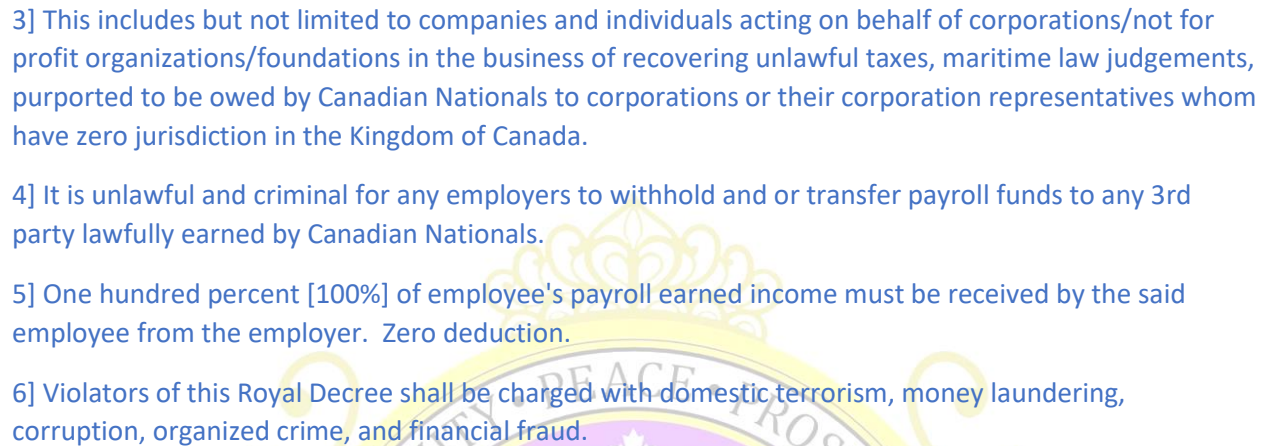 3] This includes but not limited to companies and individuals acting on behalf of corporations/not for
profit organizations/foundations in the business of recovering unlawful taxes, maritime law judgements,
purported to be owed by Canadian Nationals to corporations or their corporation representatives whom
have zero jurisdiction in the Kingdom of Canada.
4] It is unlawful and criminal for any employers to withhold and or transfer payroll funds to any 3rd
party lawfully earned by Canadian Nationals.
5] One hundred percent [100%] of employee's payroll earned income must be received by the said
employee from the employer.  Zero deduction.
PEACE
6] Violators of this Royal Decree shall be charged with domestic terrorism, money laundering,
corruption, organized crime, and financial fraud.